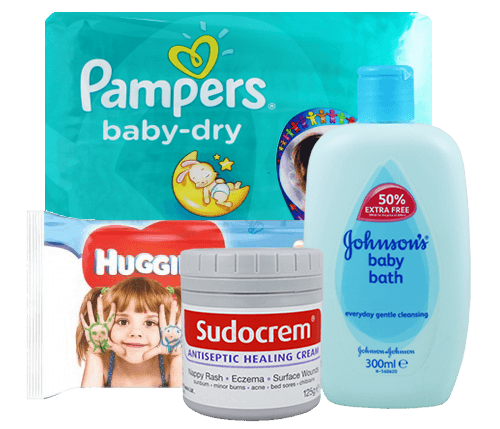 Pampers
baby-dry
50%
EXTRA FREE
Johnson's
baby
bath
everyday gentle cleansing
Johnson & Johnson
300ml e
HUGGI
Sudocrem
ANTISEPTIC HEALING CREAM
Nappy Rash • Eczema • Surface Wounds
sunburn • minor burns • acne • bed sores • chilblains
125g